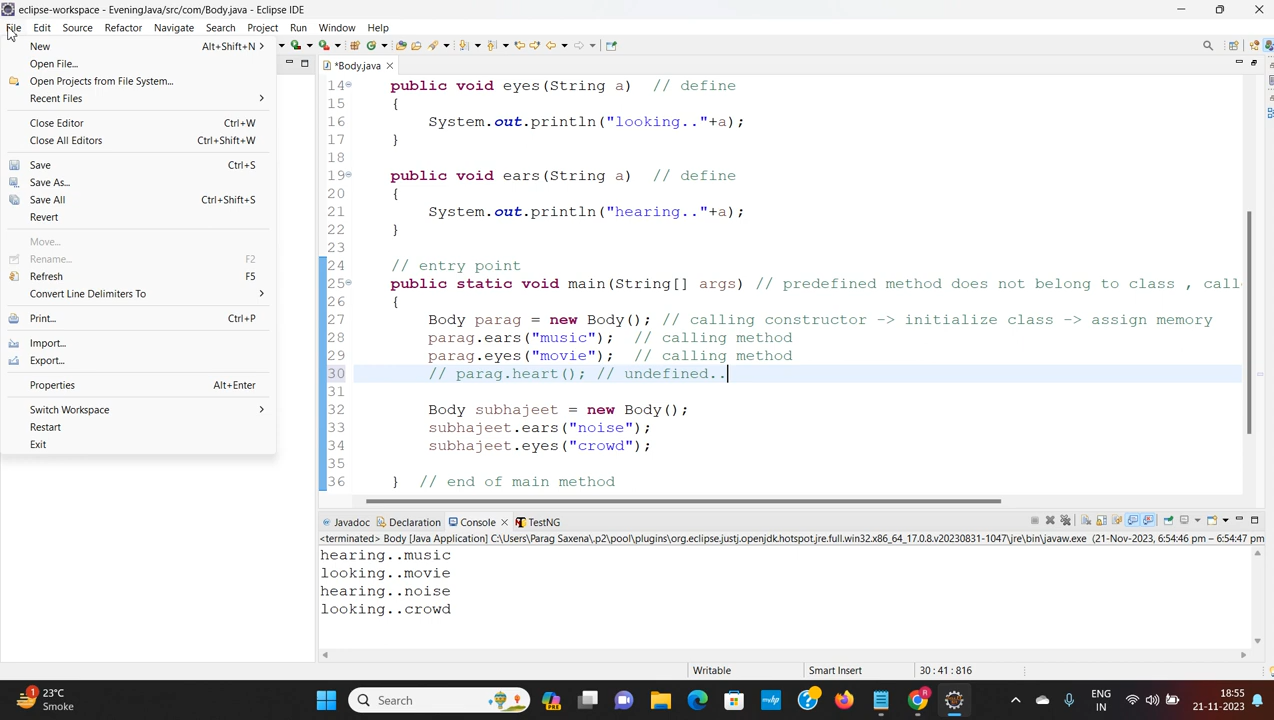 eclipse-workspace - EveningJava/src/com/Body.java - Eclipse IDE
File Edit Source Refactor Navigate Search Project Run Window Help
New Alt+Shift+N
Open File...
Open Projects from File System...
Recent Files
Close Editor Ctrl+W
Close All Editors Ctrl+Shift+W
Save Ctrl+S
Save As...
Save All Ctrl+Shift+S
Revert
Move...
Rename... F2
Refresh F5
Convert Line Delimiters To
Print... Ctrl+P
Import...
Export...
Properties Alt+Enter
Switch Workspace
Restart
Exit
*Body.java
14 public void eyes(String a) // define
15 {
16 System.out.println("looking.."+a);
17 }
18
19 public void ears(String a) // define
20 {
21 System.out.println("hearing.."+a);
22 }
23
24 // entry point
25 public static void main(String[] args) // predefined method does not belong to class , call
26 {
27 Body parag = new Body(); // calling constructor -> initialize class -> assign memory
28 parag.ears("music"); // calling method
29 parag.eyes("movie"); // calling method
30 // parag.heart(); // undefined..
31
32 Body subhajeet = new Body();
33 subhajeet.ears("noise");
34 subhajeet.eyes("crowd");
35
36 } // end of main method
Javadoc Declaration Console TestNG
<terminated> Body [Java Application] C:\Users\Parag Saxena\.p2\pool\plugins\org.eclipse.justj.openjdk.hotspot.jre.full.win32.x86_64_17.0.8.v20230831-1047\jre\bin\javaw.exe (21-Nov-2023, 6:54:46 pm – 6:54:47 pm
hearing..music
looking..movie
hearing..noise
looking..crowd
Writable Smart Insert 30 : 41 : 816
1 23°C
Smoke
Search
ENG
IN
18:55
21-11-2023